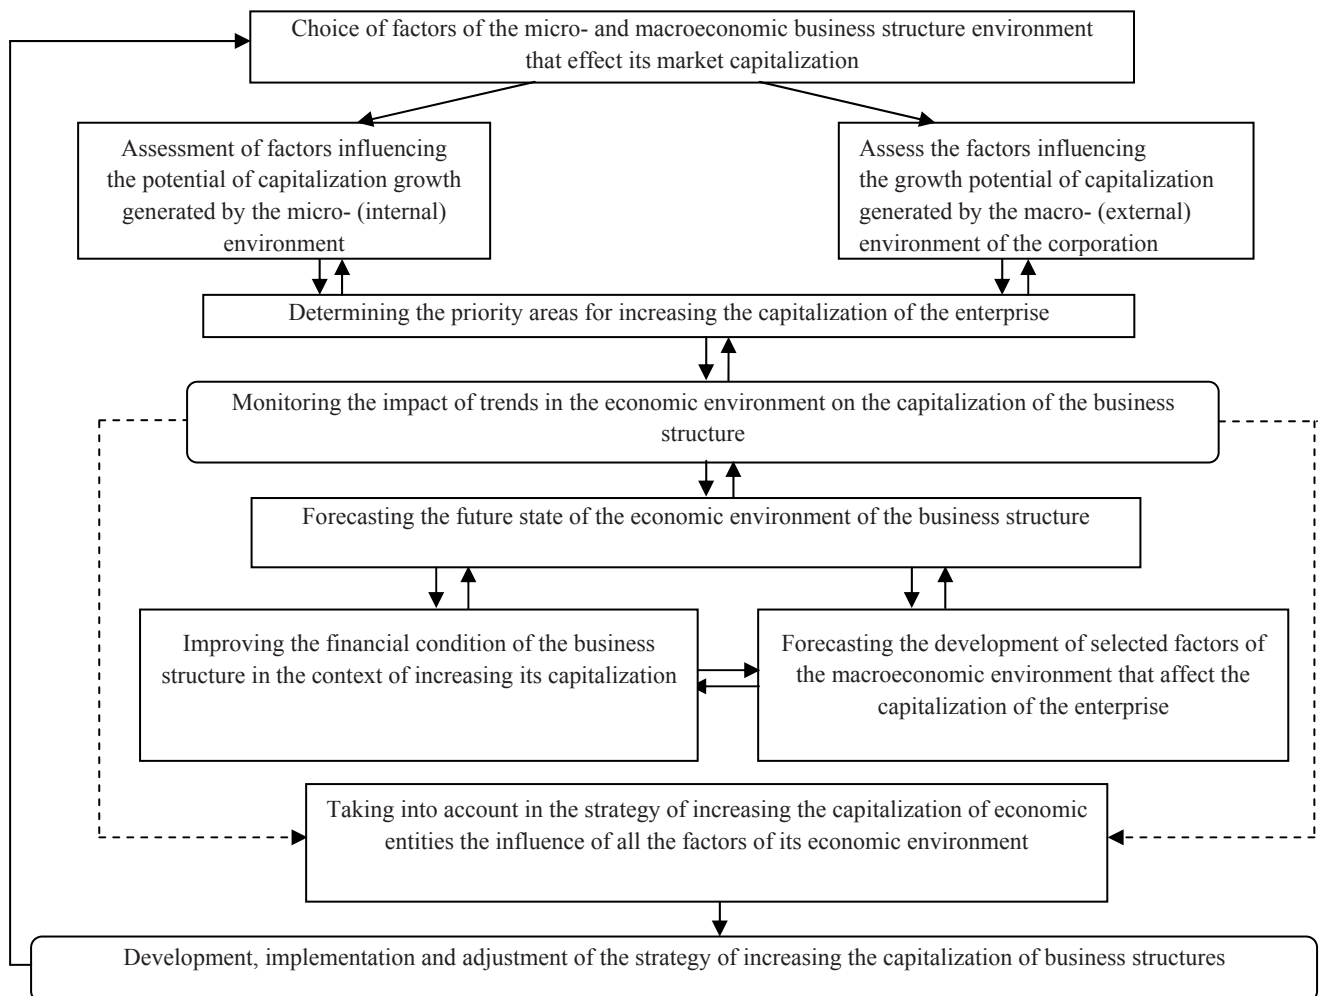 Choice of factors of the micro- and macroeconomic business structure environment
that effect its market capitalization
Assessment of factors influencing
the potential of capitalization growth
generated by the micro- (internal)
environment
Assess the factors influencing
the growth potential of capitalization
generated by the macro- (external)
environment of the corporation
Determining the priority areas for increasing the capitalization of the enterprise
Monitoring the impact of trends in the economic environment on the capitalization of the business
structure
Forecasting the future state of the economic environment of the business structure
Improving the financial condition of the business
structure in the context of increasing its capitalization
Forecasting the development of selected factors of
the macroeconomic environment that affect the
capitalization of the enterprise
Taking into account in the strategy of increasing the capitalization of economic
entities the influence of all the factors of its economic environment
Development, implementation and adjustment of the strategy of increasing the capitalization of business structures